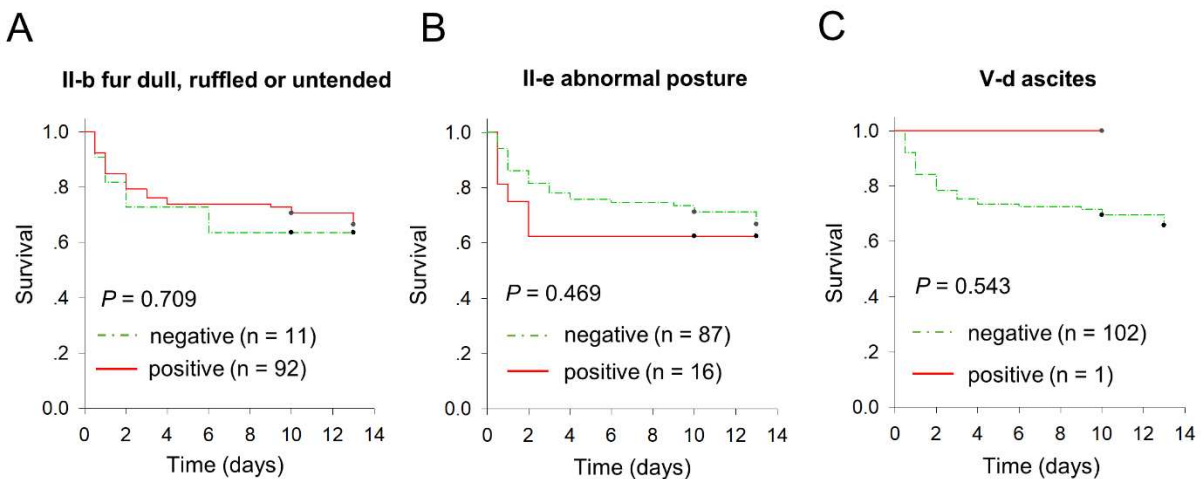 A
II-b fur dull, ruffled or untended
Survival
1.0
.8
.6
.4
.2
0.0
P = 0.709
negative (n = 11)
positive (n = 92)
0 2 4 6 8 10 12 14
Time (days)
B
II-e abnormal posture
Survival
1.0
.8
.6
.4
.2
0.0
P = 0.469
negative (n = 87)
positive (n = 16)
0 2 4 6 8 10 12 14
Time (days)
C
V-d ascites
Survival
1.0
.8
.6
.4
.2
0.0
P = 0.543
negative (n = 102)
positive (n = 1)
0 2 4 6 8 10 12 14
Time (days)